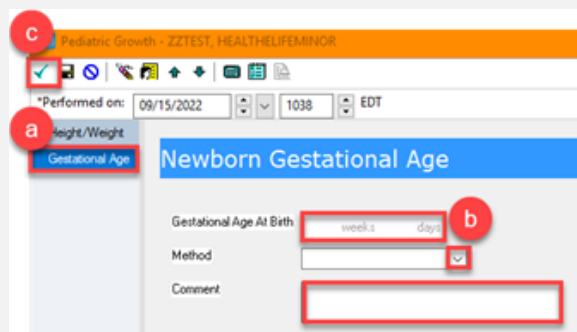 c
Pediatric Growth - ZZTEST, HEALTHELIFEMINOR
*Performed on: 09/15/2022 1038 EDT
a
Height/Weight
Gestational Age
Newborn Gestational Age
Gestational Age At Birth weeks days b
Method
Comment